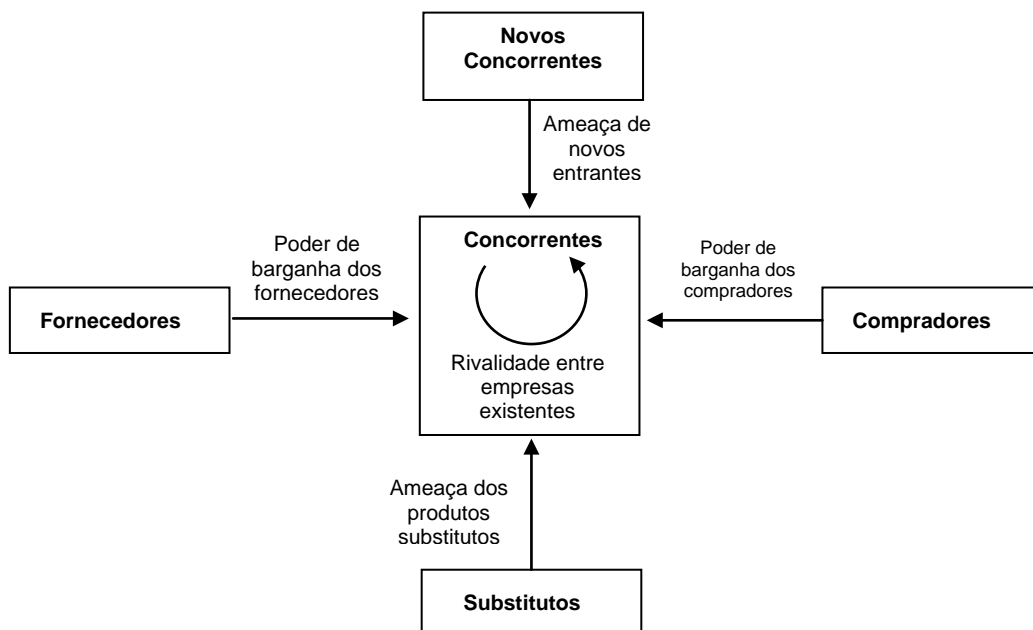 Novos
Concorrentes
Ameaça de
novos
entrantes
Poder de
barganha dos
fornecedores
Concorrentes
Poder de
barganha dos
compradores
Fornecedores
Compradores
Rivalidade entre
empresas
existentes
Ameaça dos
produtos
substitutos
Substitutos